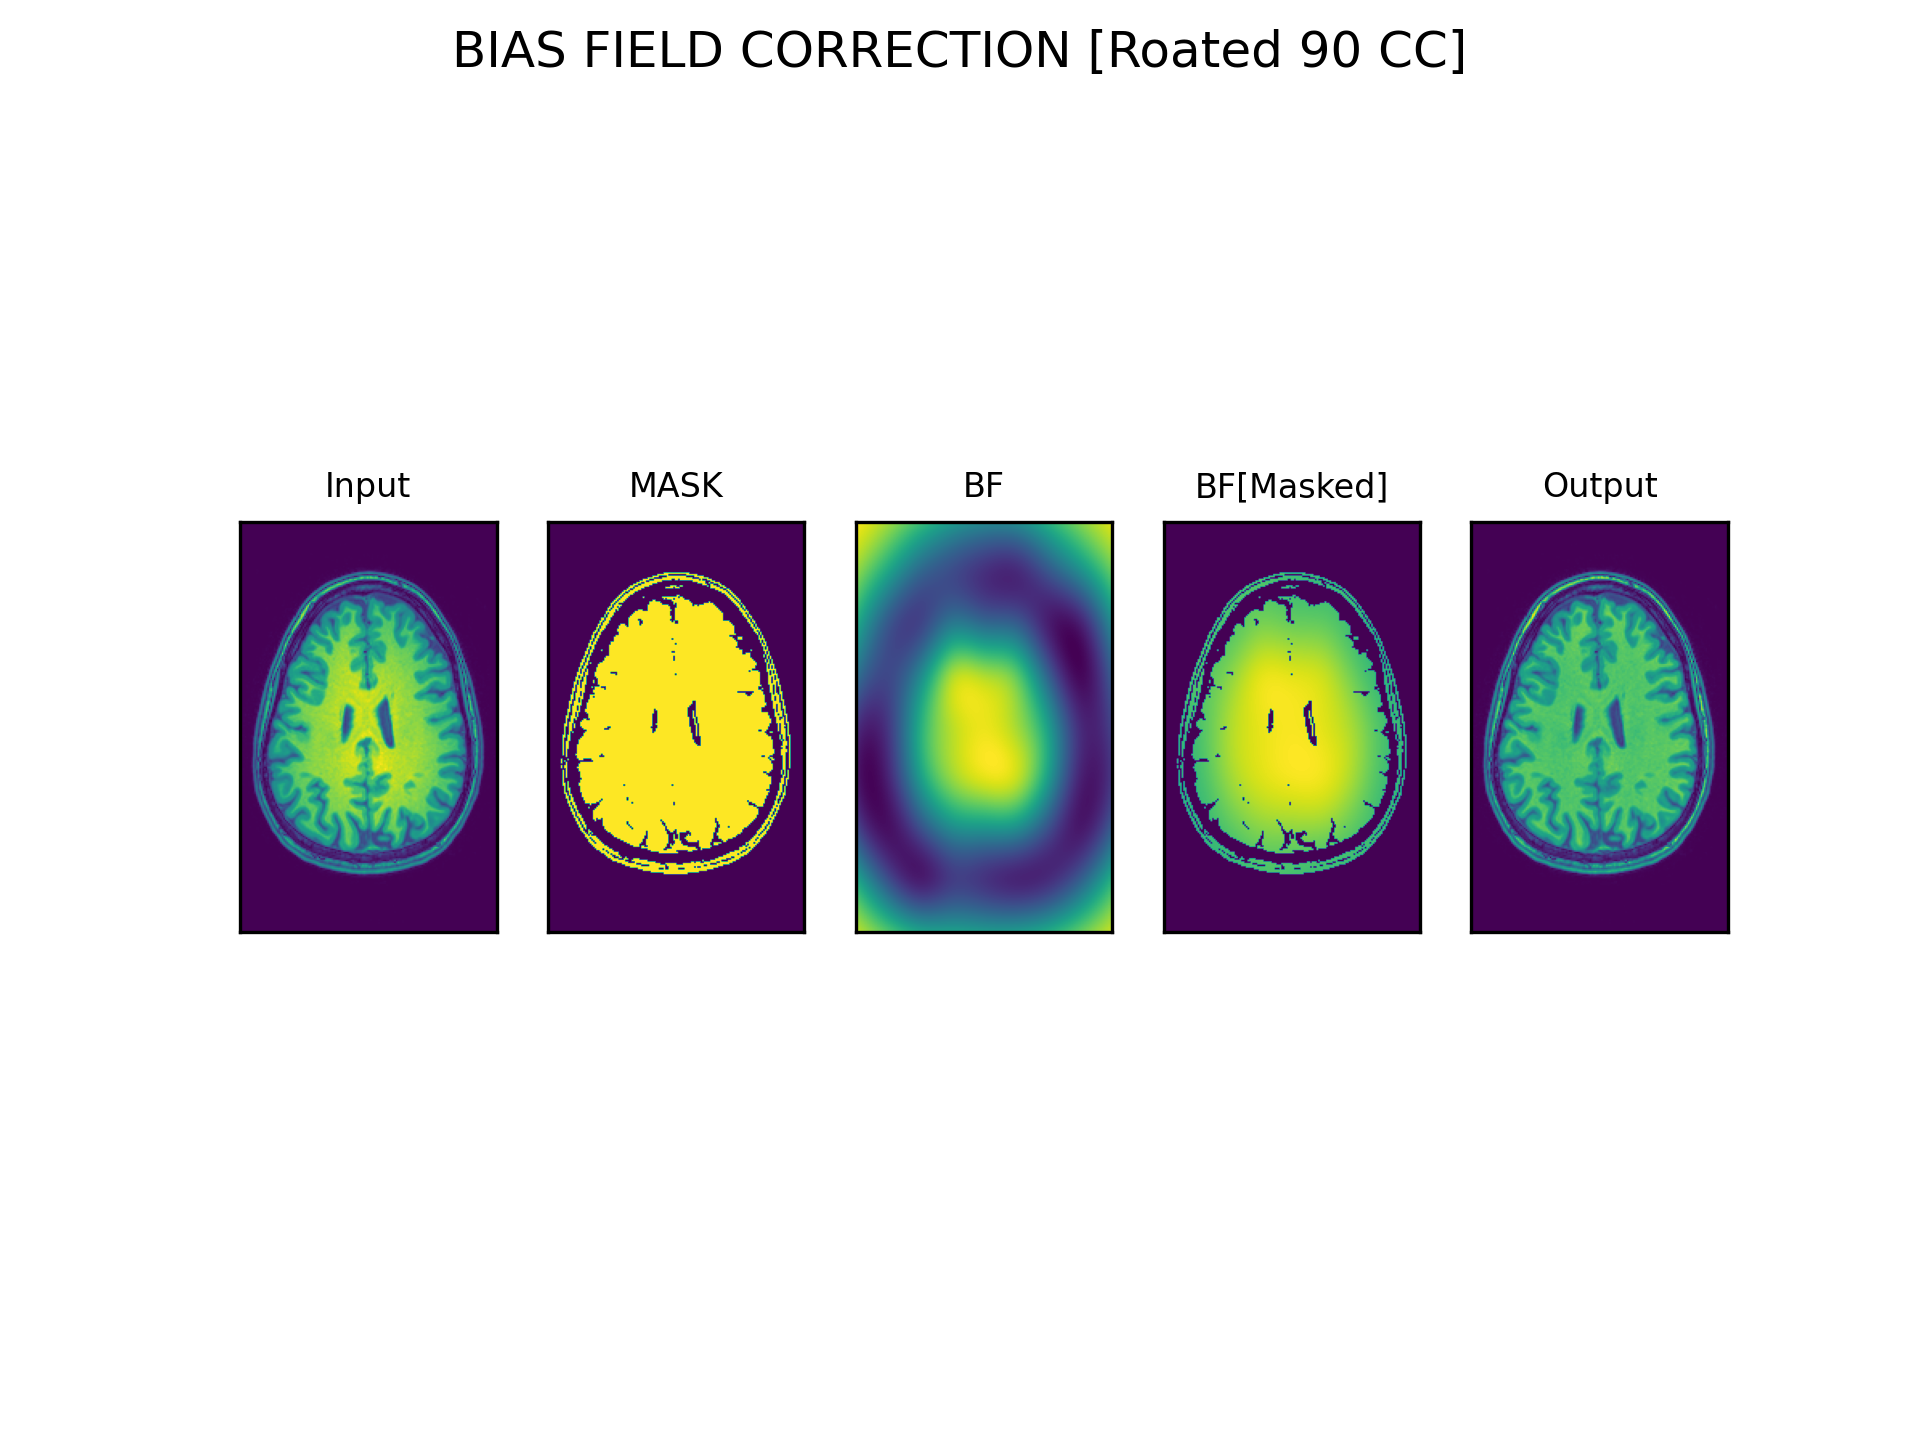 BIAS FIELD CORRECTION [Roated 90 CC]
Input
MASK
BF
BF[Masked]
Output